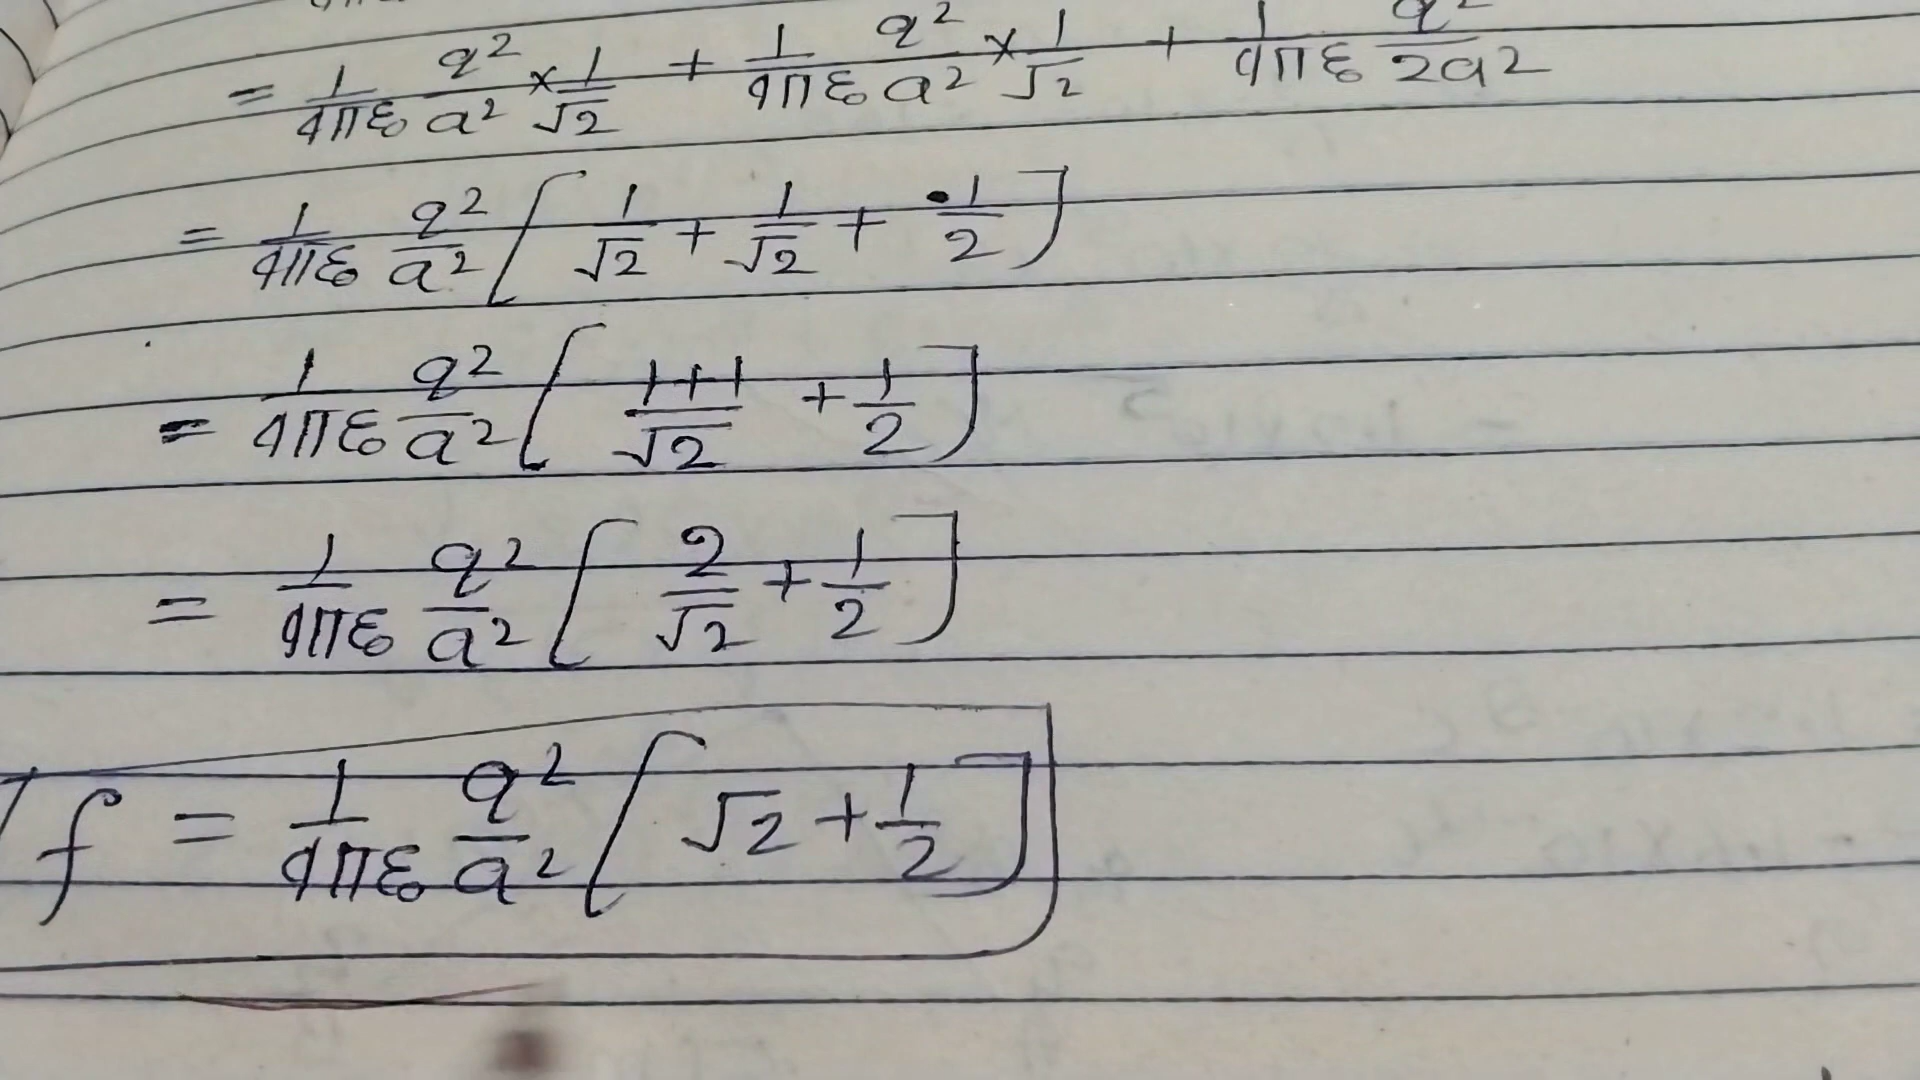 = 1/4πε₀ q²/a² × 1/√2 + 1/4πε₀ q²/a² × 1/√2 + 1/4πε q²/2a²
= 1/4πε₀ q²/a² [ 1/√2 + 1/√2 + 1/2 ]
= 1/4πε₀ q²/a² [ 1+1/√2 + 1/2 ]
= 1/4πε₀ q²/a² [ 2/√2 + 1/2 ]
f = 1/4πε₀ q²/a² [ √2 + 1/2 ]